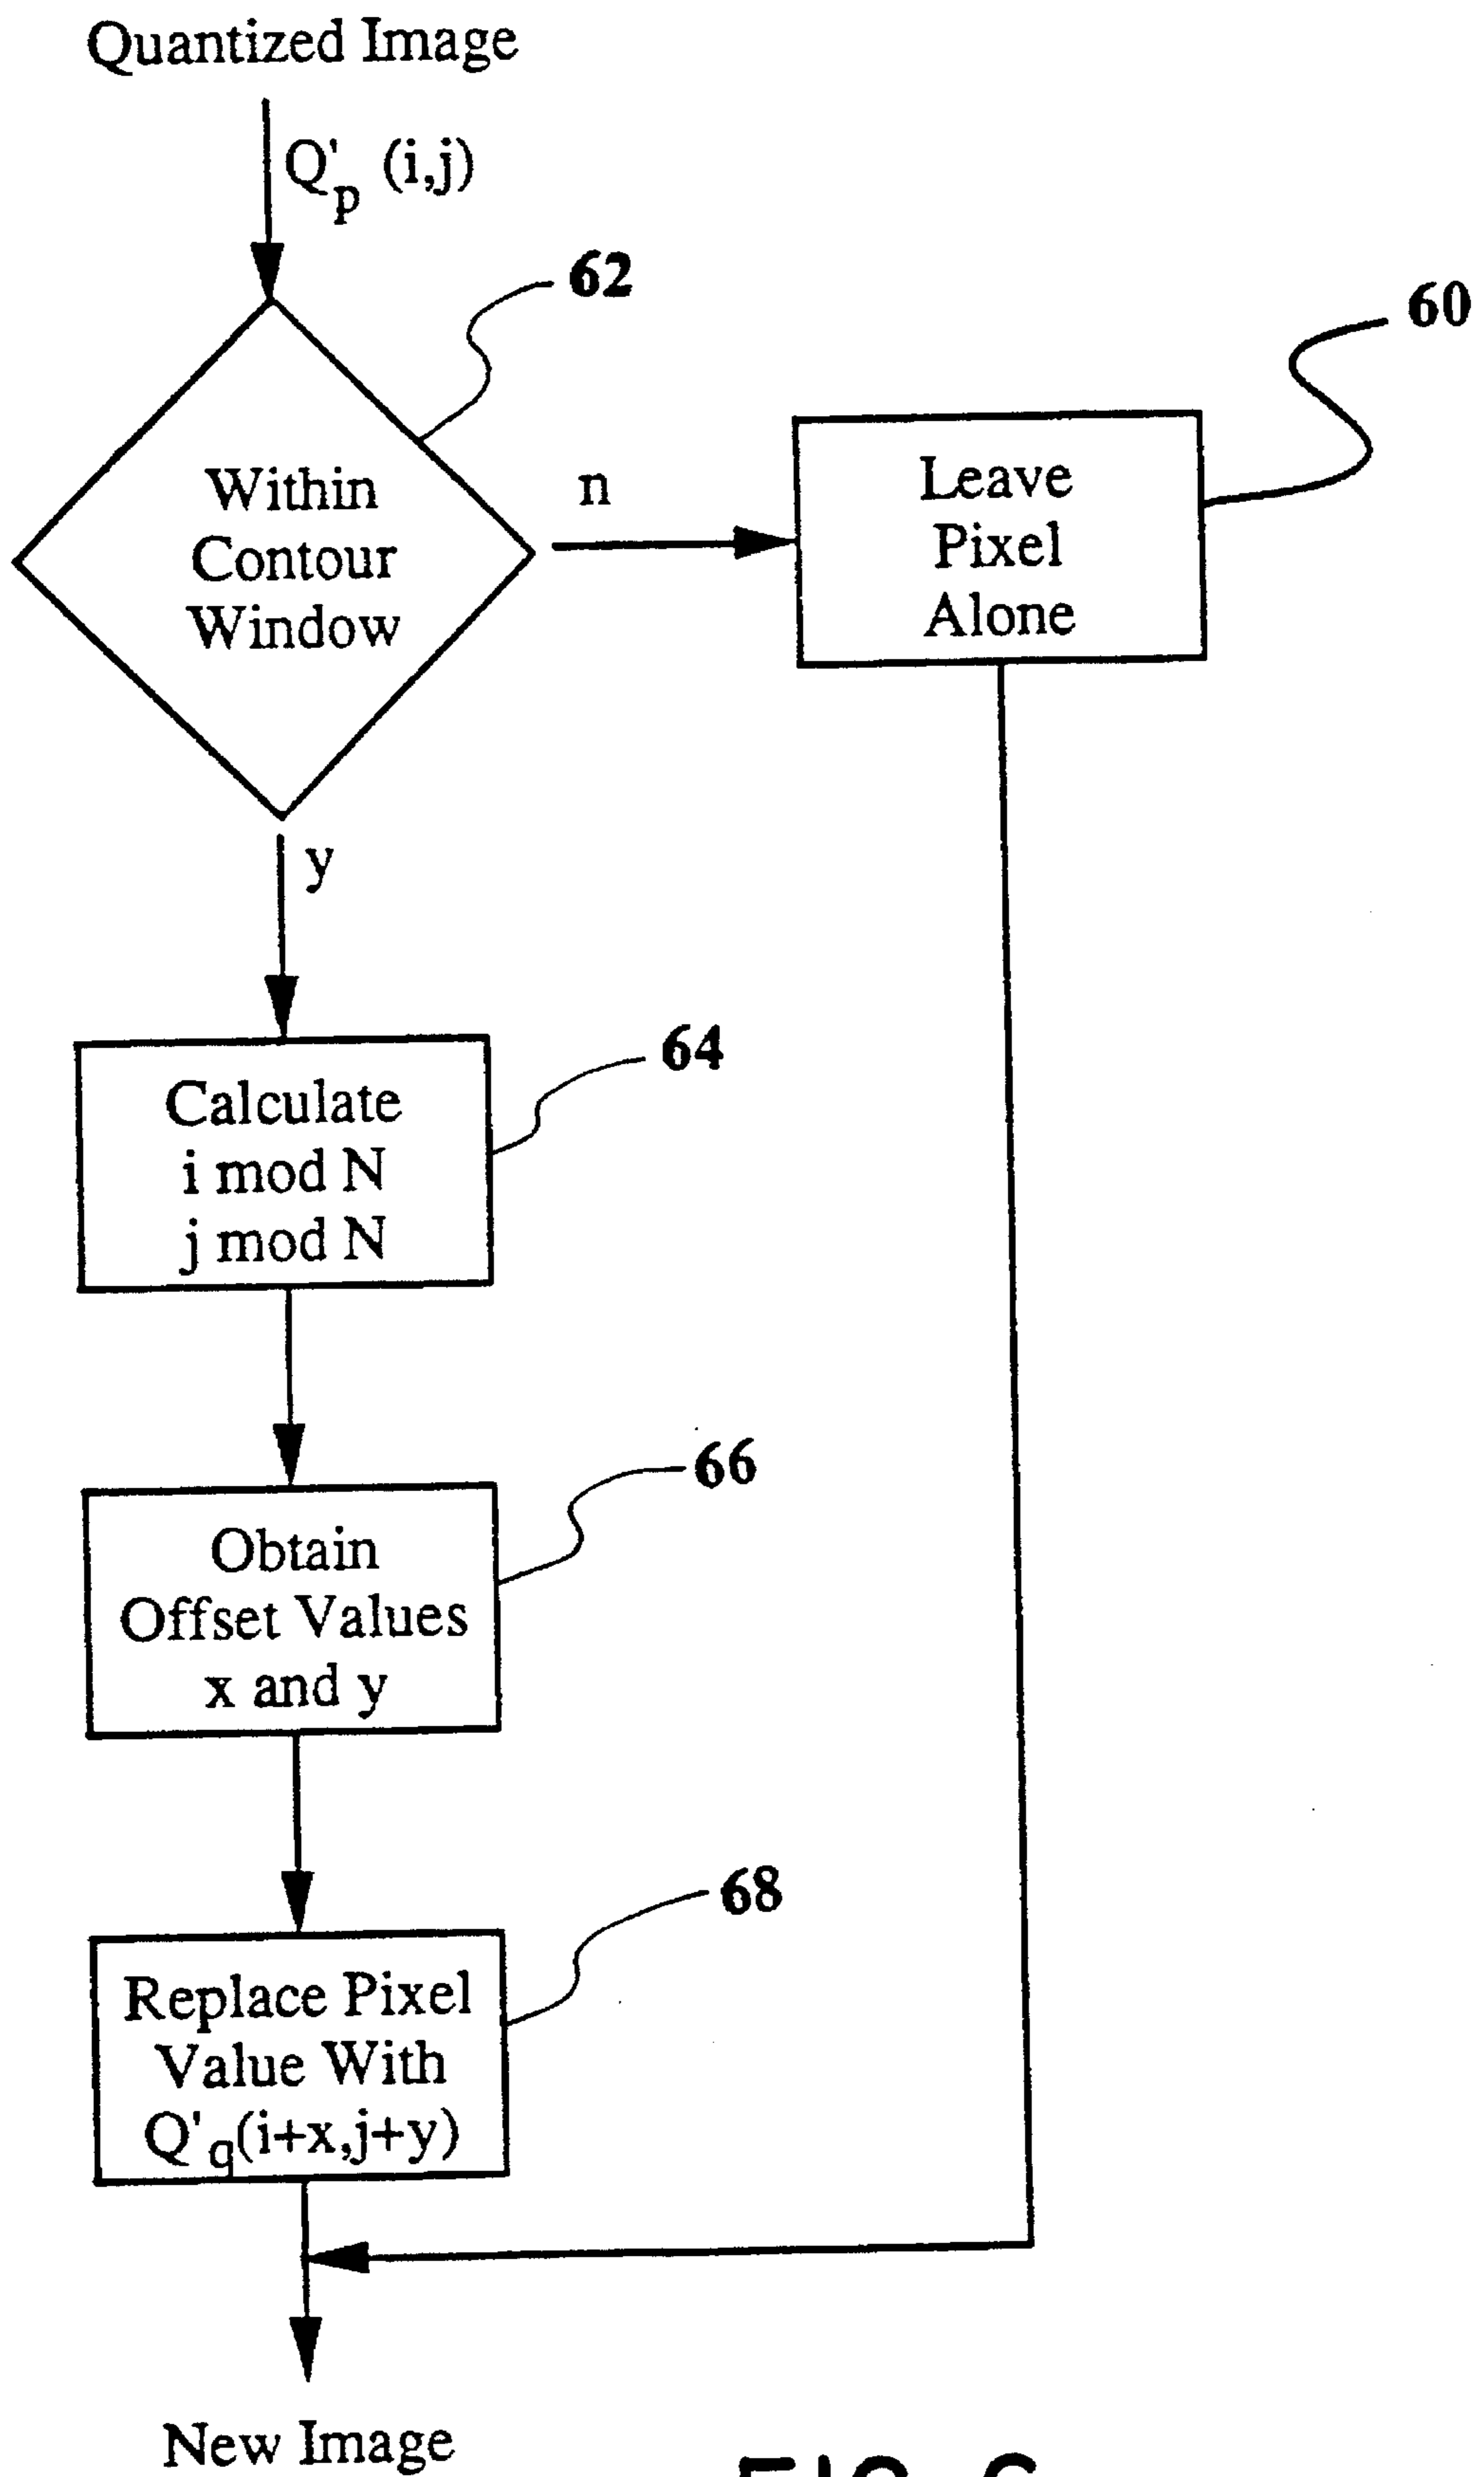 Quantized Image
Q'p (i,j)
62
60
Within
Contour
Window
n
Leave
Pixel
Alone
y
64
Calculate
i mod N
j mod N
66
Obtain
Offset Values
x and y
68
Replace Pixel
Value With
Q'q(i+x,j+y)
New Image